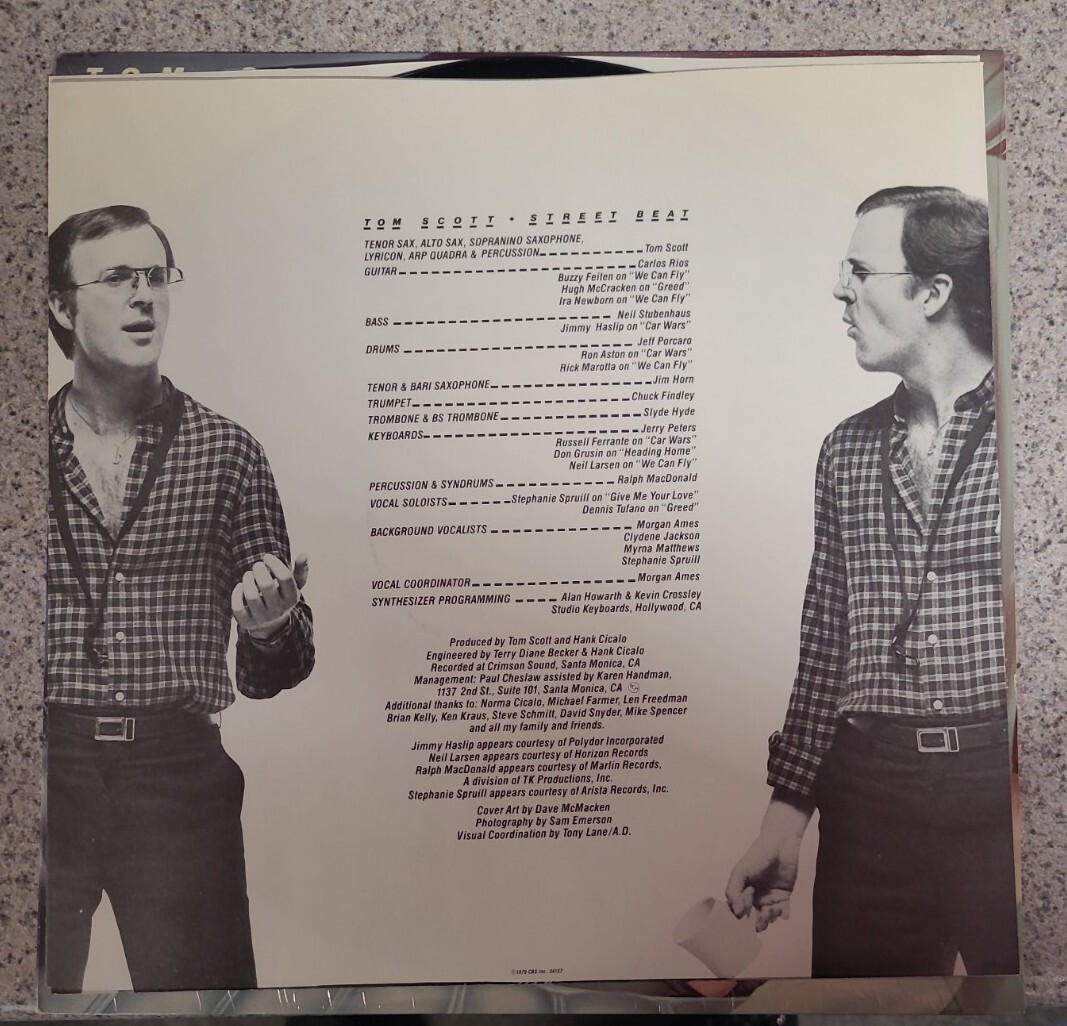 TOM
TOM SCOTT • STREET BEAT
TENOR SAX, ALTO SAX, SOPRANINO SAXOPHONE,
LYRICON, ARP QUADRA & PERCUSSION Tom Scott
GUITAR Carlos Rios
Buzzy Feiten on "We Can Fly"
Hugh McCracken on "Greed"
Ira Newborn on "We Can Fly"
BASS Neil Stubenhaus
Jimmy Haslip on "Car Wars"
DRUMS Jeff Porcaro
Ron Aston on "Car Wars"
Rick Marotta on "We Can Fly"
TENOR & BARI SAXOPHONE Jim Horn
TRUMPET Chuck Findley
TROMBONE & BS TROMBONE Slyde Hyde
KEYBOARDS Jerry Peters
Russell Ferrante on "Car Wars"
Don Grusin on "Heading Home"
Neil Larsen on "We Can Fly"
PERCUSSION & SYNDRUMS Ralph MacDonald
VOCAL SOLOISTS Stephanie Spruill on "Give Me Your Love"
Dennis Tufano on "Greed"
BACKGROUND VOCALISTS Morgan Ames
Clydene Jackson
Myrna Matthews
Stephanie Spruill
VOCAL COORDINATOR Morgan Ames
SYNTHESIZER PROGRAMMING Alan Howarth & Kevin Crossley
Studio Keyboards, Hollywood, CA
Produced by Tom Scott and Hank Cicalo
Engineered by Terry Diane Becker & Hank Cicalo
Recorded at Crimson Sound, Santa Monica, CA
Management: Paul Cheslaw assisted by Karen Handman,
1137 2nd St., Suite 101, Santa Monica, CA
Additional thanks to: Norma Cicalo, Michael Farmer, Len Freedman
Brian Kelly, Ken Kraus, Steve Schmitt, David Snyder, Mike Spencer
and all my family and friends.
Jimmy Haslip appears courtesy of Polydor Incorporated
Neil Larsen appears courtesy of Horizon Records
Ralph MacDonald appears courtesy of Marlin Records,
A division of TK Productions, Inc.
Stephanie Spruill appears courtesy of Arista Records, Inc.
Cover Art by Dave McMacken
Photography by Sam Emerson
Visual Coordination by Tony Lane/A.D.
©1979 CBS Inc.